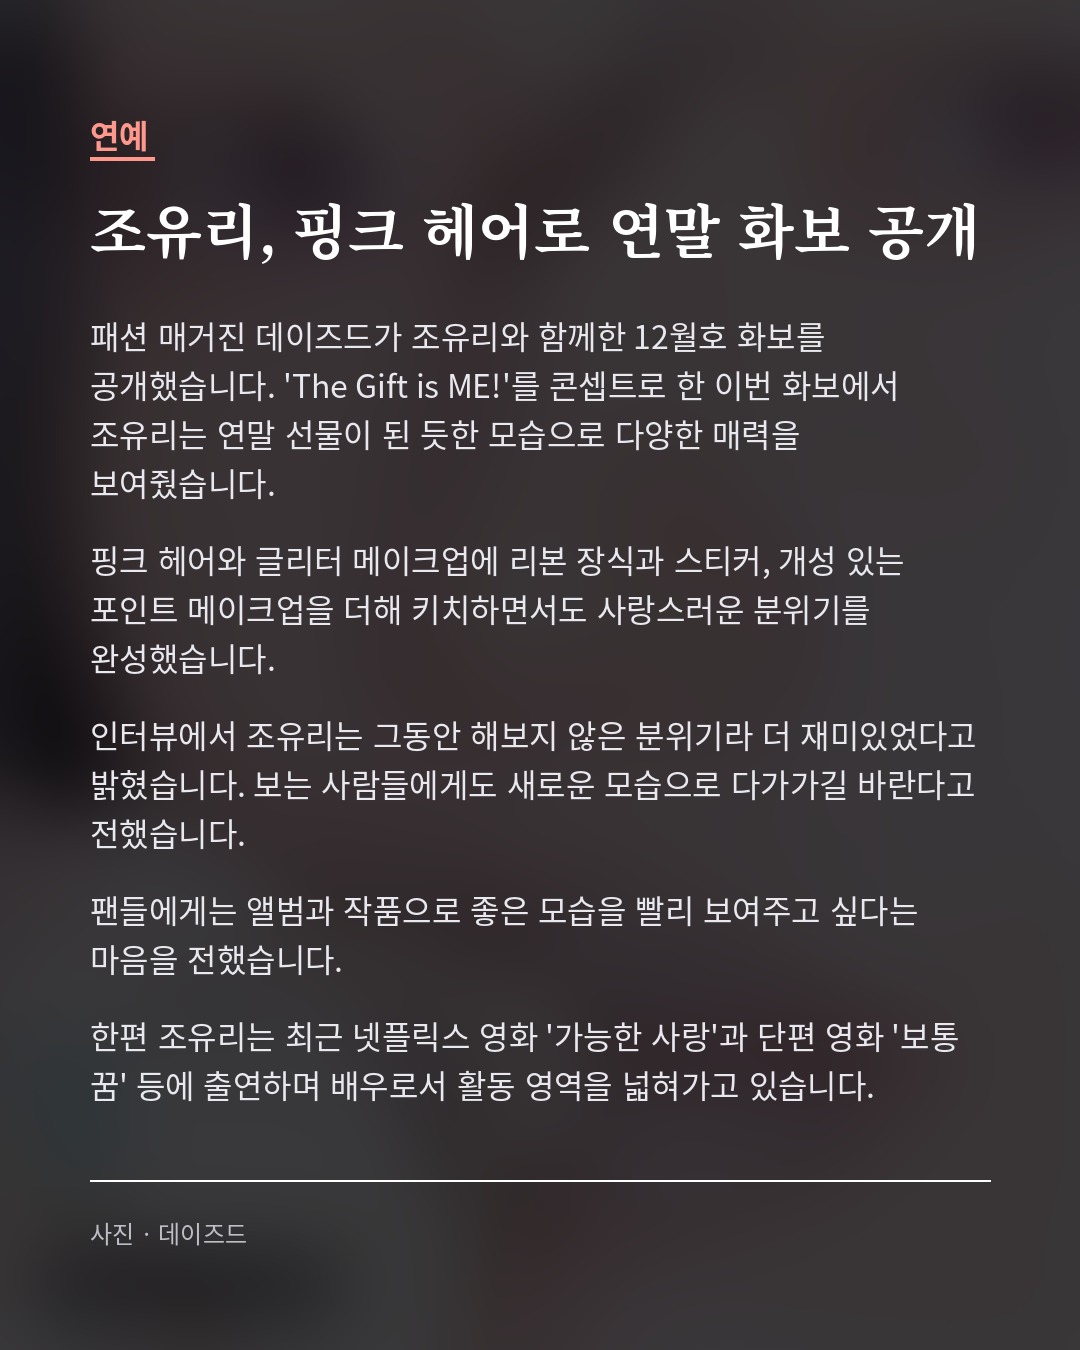 연예
조유리, 핑크 헤어로 연말 화보 공개
패션 매거진 데이즈드가 조유리와 함께한 12월호 화보를
공개했습니다. 'The Gift is ME!'를 콘셉트로 한 이번 화보에서
조유리는 연말 선물이 된 듯한 모습으로 다양한 매력을
보여줬습니다.
핑크 헤어와 글리터 메이크업에 리본 장식과 스티커, 개성 있는
포인트 메이크업을 더해 키치하면서도 사랑스러운 분위기를
완성했습니다.
인터뷰에서 조유리는 그동안 해보지 않은 분위기라 더 재미있었다고
밝혔습니다. 보는 사람들에게도 새로운 모습으로 다가가길 바란다고
전했습니다.
팬들에게는 앨범과 작품으로 좋은 모습을 빨리 보여주고 싶다는
마음을 전했습니다.
한편 조유리는 최근 넷플릭스 영화 '가능한 사랑'과 단편 영화 '보통
꿈' 등에 출연하며 배우로서 활동 영역을 넓혀가고 있습니다.
사진 · 데이즈드